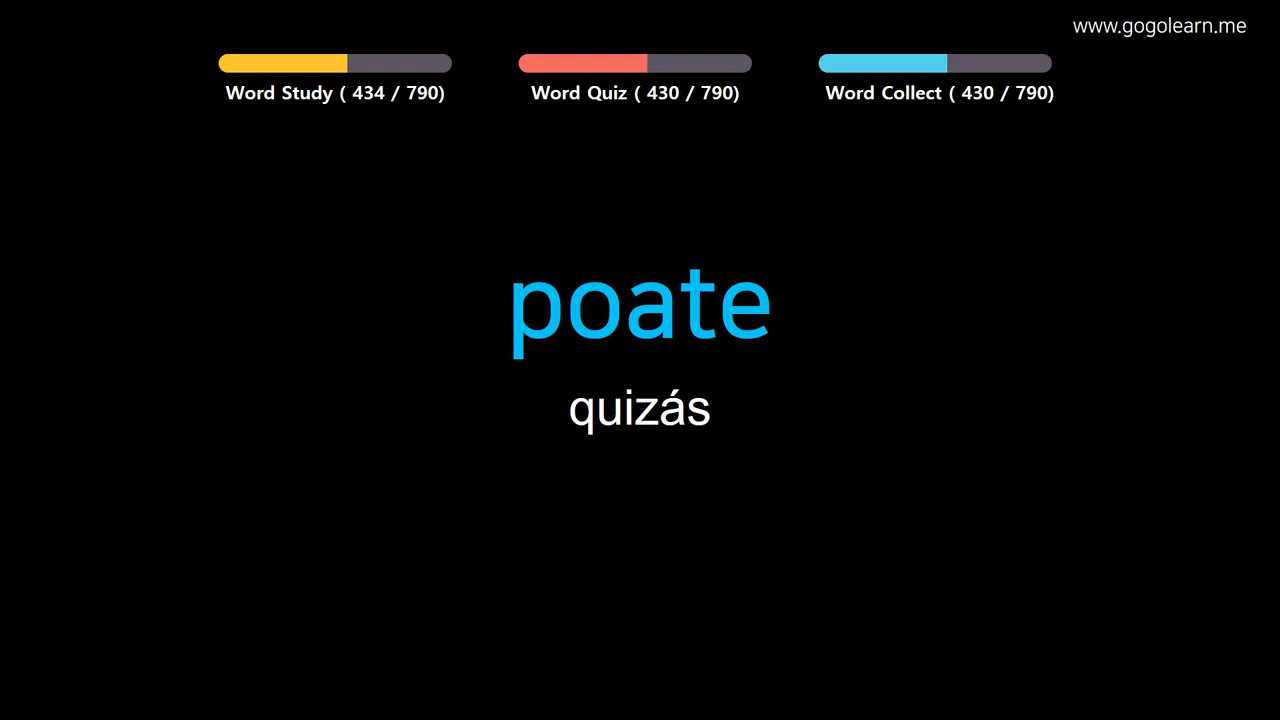 www.gogolearn.me
Word Study ( 434 / 790)
Word Quiz ( 430 / 790)
Word Collect ( 430 / 790)
poate
quizás